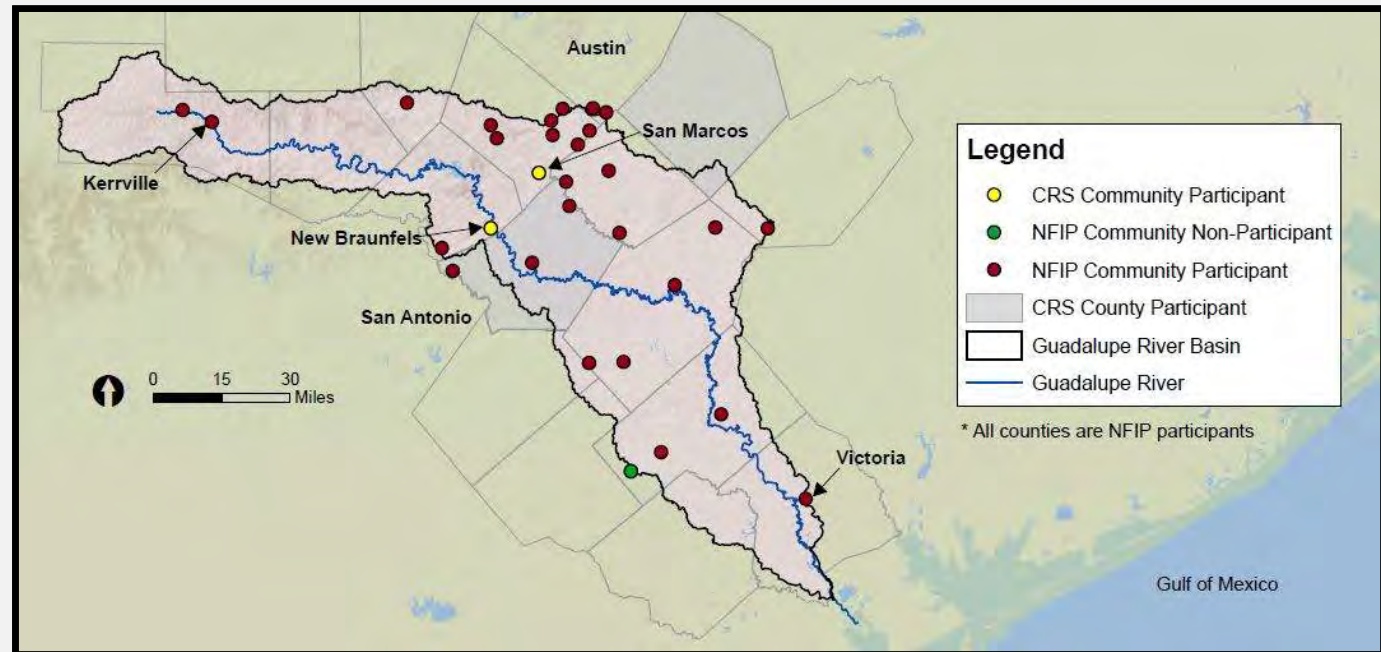 Austin
San Marcos
Kerrville
New Braunfels
San Antonio
0 15 30
Miles
Victoria
Gulf of Mexico
Legend
CRS Community Participant
NFIP Community Non-Participant
NFIP Community Participant
CRS County Participant
Guadalupe River Basin
Guadalupe River
* All counties are NFIP participants